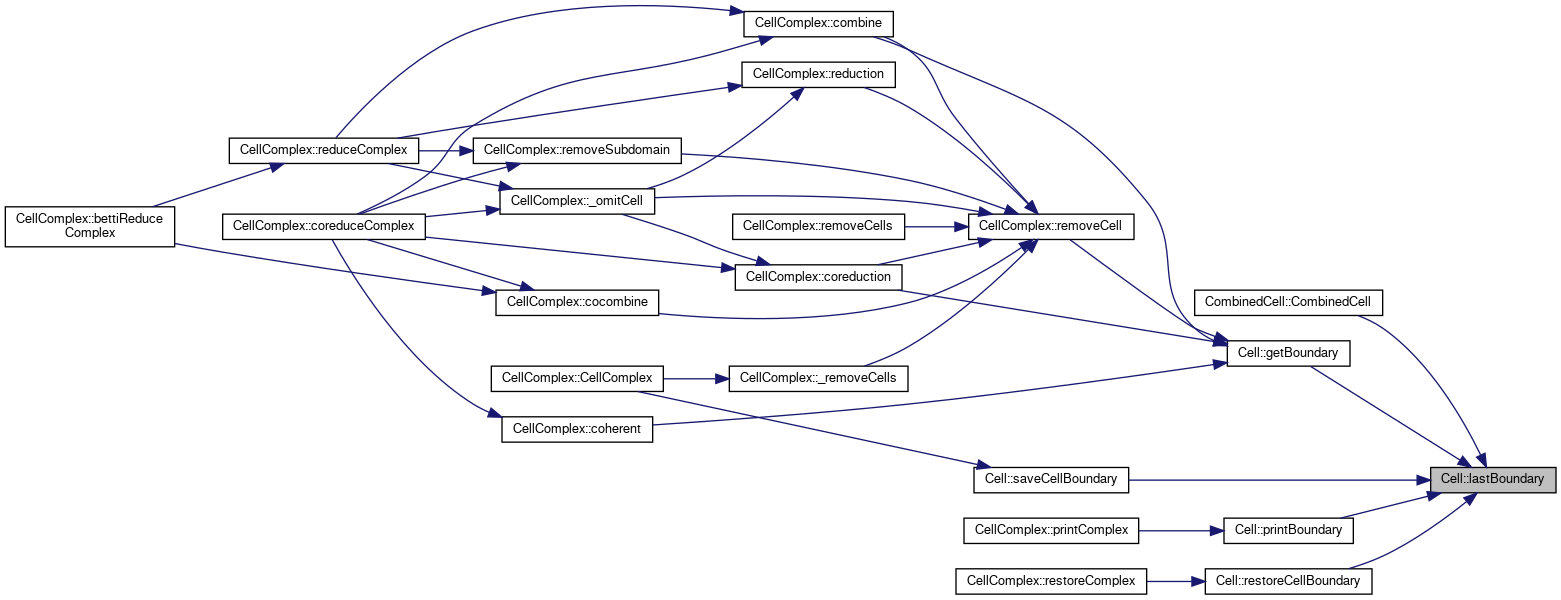 CellComplex::combine
CellComplex::reduction
CellComplex::reduceComplex
CellComplex::removeSubdomain
CellComplex::_omitCell
CellComplex::bettiReduce
Complex
CellComplex::coreduceComplex
CellComplex::removeCells
CellComplex::removeCell
CellComplex::coreduction
CellComplex::cocombine
CombinedCell::CombinedCell
Cell::getBoundary
CellComplex::CellComplex
CellComplex::_removeCells
CellComplex::coherent
Cell::saveCellBoundary
Cell::lastBoundary
CellComplex::printComplex
Cell::printBoundary
CellComplex::restoreComplex
Cell::restoreCellBoundary